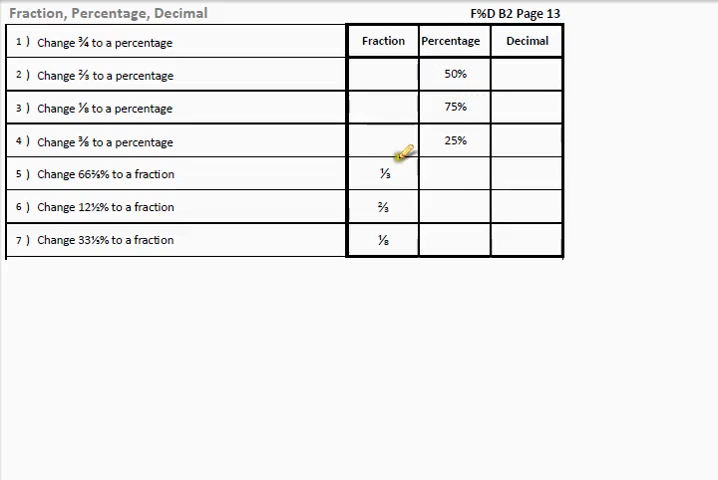 Fraction, Percentage, Decimal F%D B2 Page 13
1 ) Change ¾ to a percentage Fraction Percentage Decimal
2 ) Change ⅔ to a percentage 50%
3 ) Change ⅛ to a percentage 75%
4 ) Change ⅜ to a percentage 25%
5 ) Change 66⅔% to a fraction ⅓
6 ) Change 12½% to a fraction ⅔
7 ) Change 33⅓% to a fraction ⅛